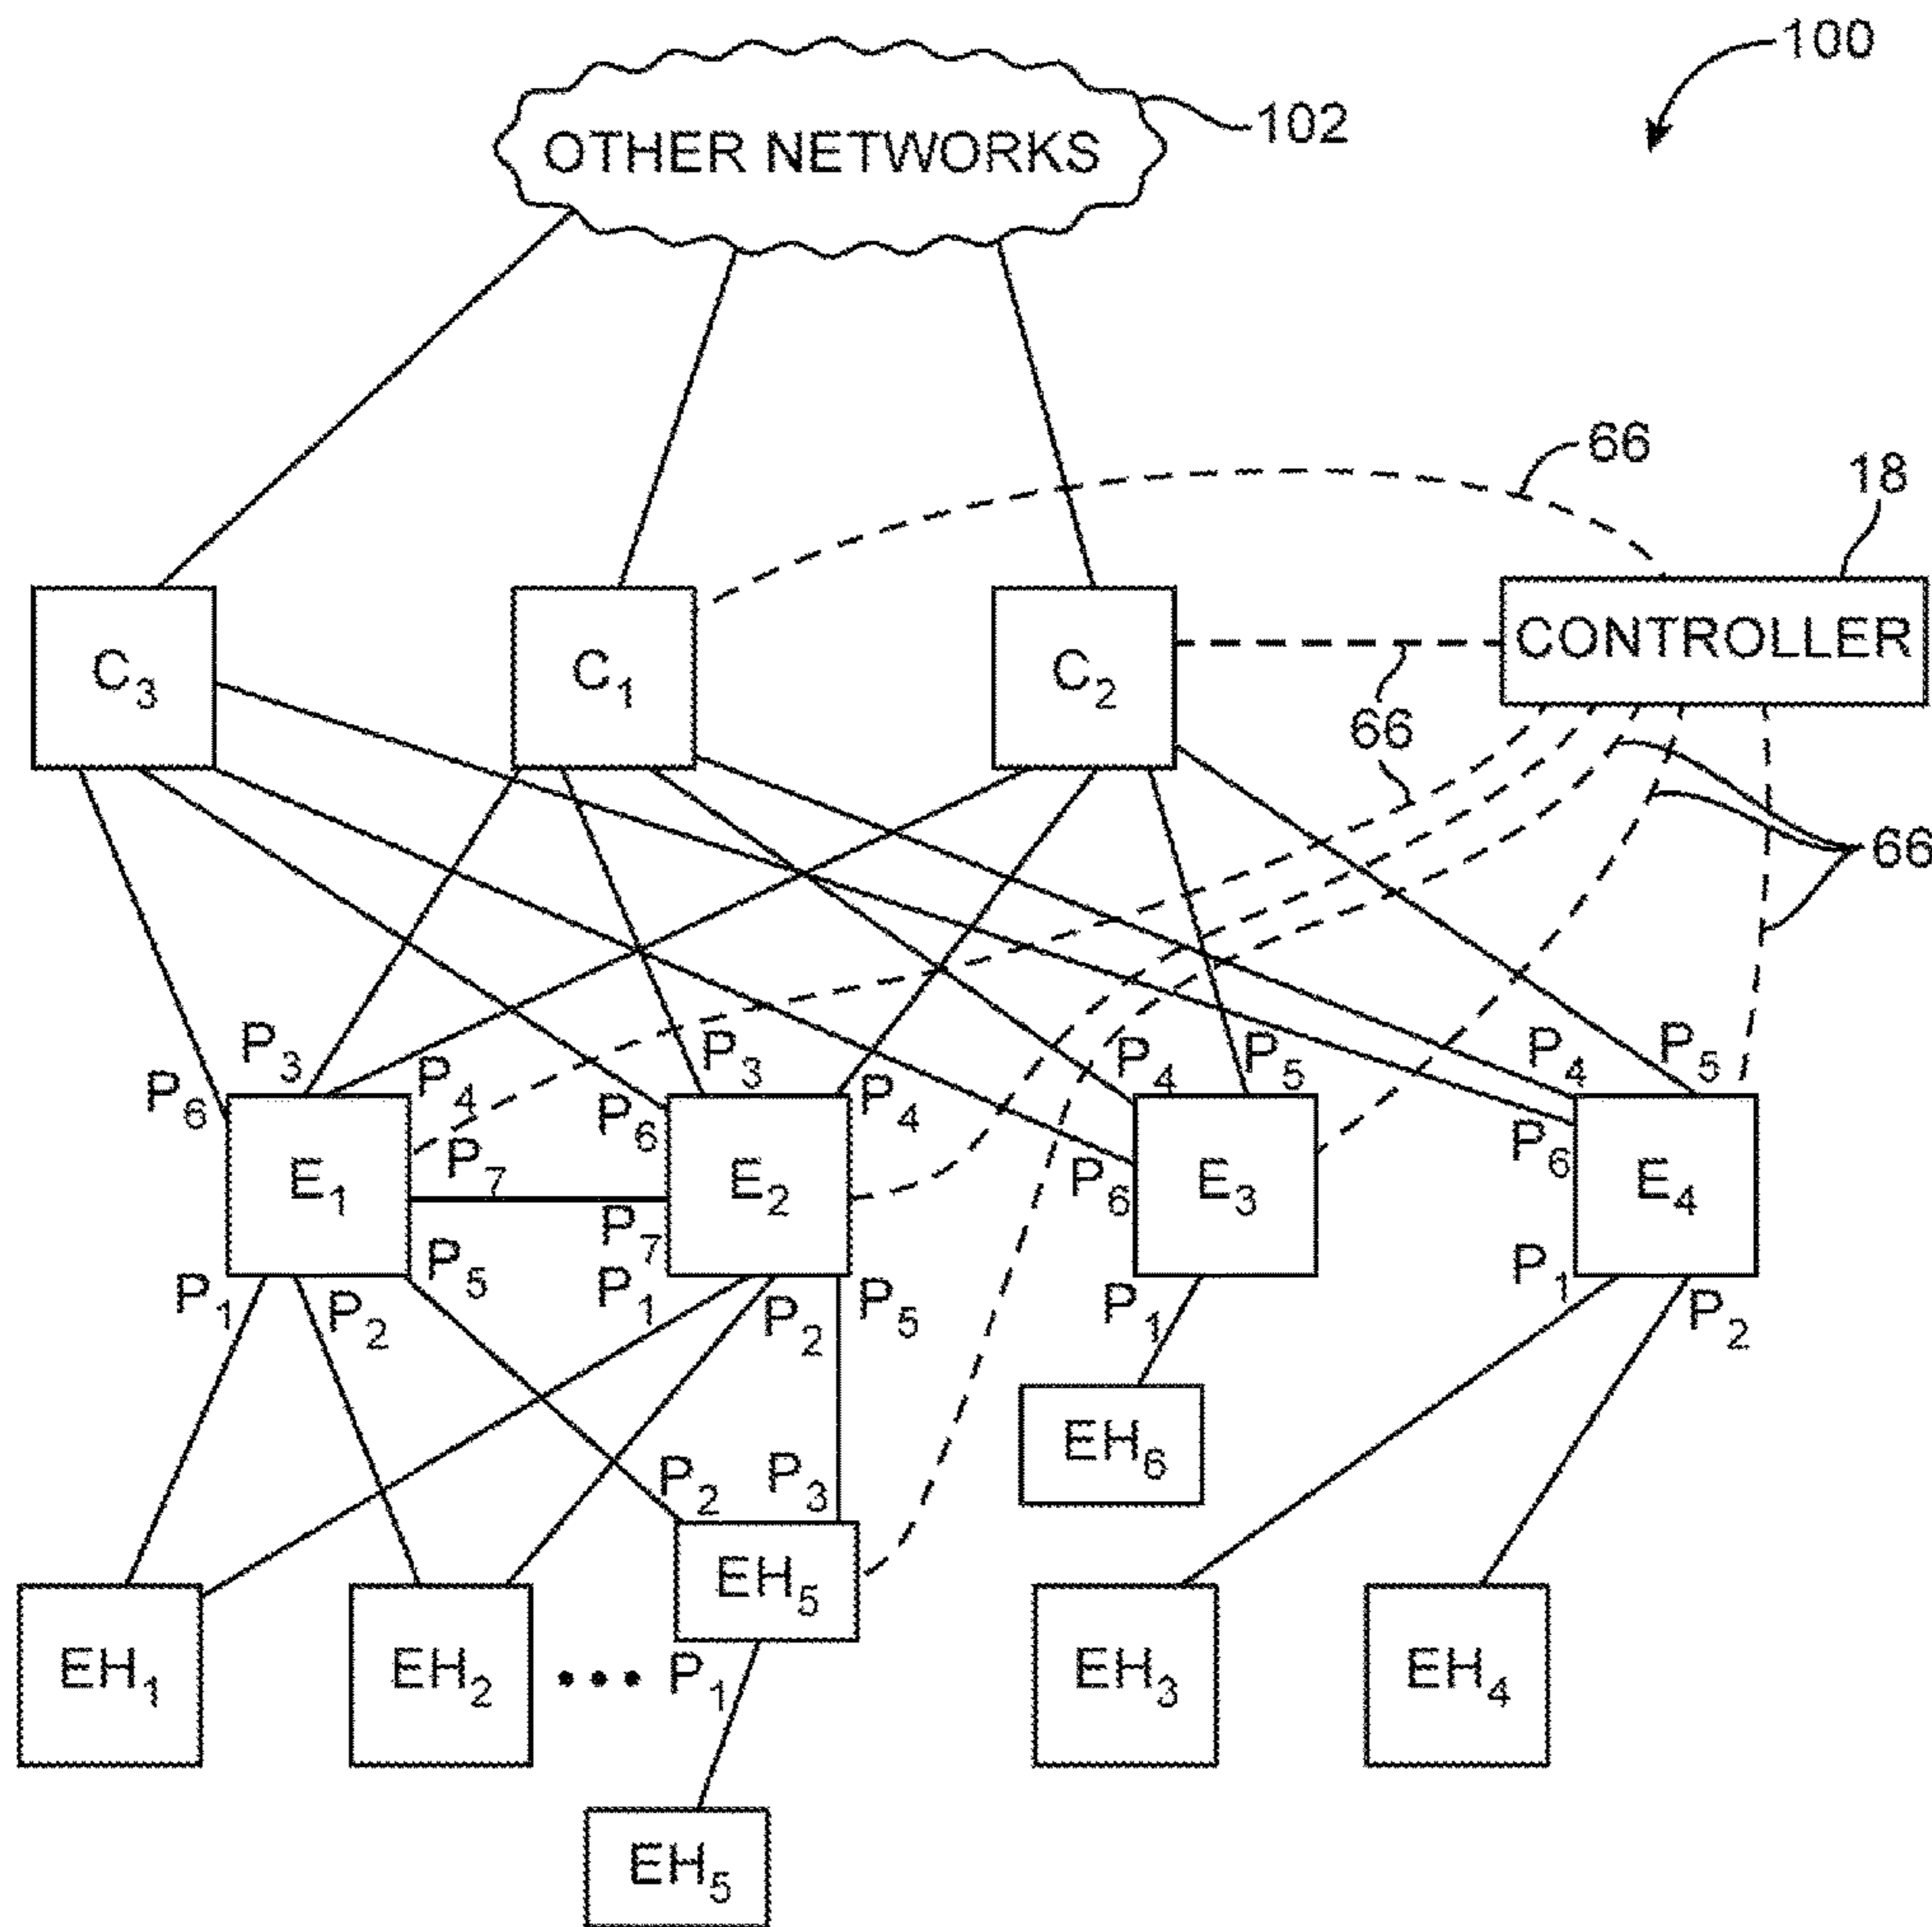 100
OTHER NETWORKS
102
66
18
C₃
C₁
C₂
CONTROLLER
66
66
66
P₃
P₄
P₃
P₄
P₅
P₄
P₅
P₆
P₆
P₄
P₆
P₇
P₆
E₁
E₂
E₃
E₄
P₇
P₅
P₁
P₁
P₂
P₁
P₂
P₅
P₁
P₂
EH₆
P₂
P₃
EH₅
EH₁
EH₂
•••
P₁
EH₃
EH₄
EH₅